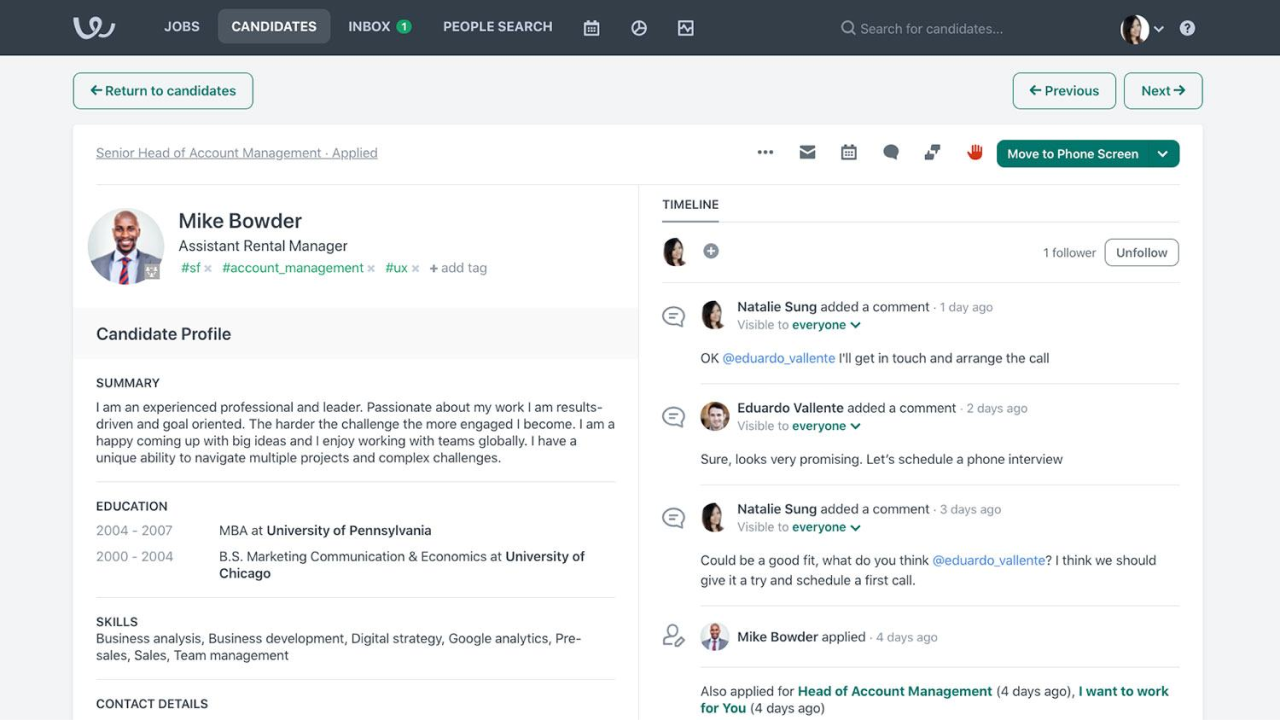 JOBS
CANDIDATES
INBOX 1
PEOPLE SEARCH
Search for candidates...
?
← Return to candidates
← Previous
Next →
Senior Head of Account Management · Applied
Move to Phone Screen
Mike Bowder
Assistant Rental Manager
#sf × #account_management × #ux × + add tag
Candidate Profile
SUMMARY
I am an experienced professional and leader. Passionate about my work I am results-
driven and goal oriented. The harder the challenge the more engaged I become. I am a
happy coming up with big ideas and I enjoy working with teams globally. I have a
unique ability to navigate multiple projects and complex challenges.
EDUCATION
2004 - 2007 MBA at University of Pennsylvania
2000 - 2004 B.S. Marketing Communication & Economics at University of
Chicago
SKILLS
Business analysis, Business development, Digital strategy, Google analytics, Pre-
sales, Sales, Team management
CONTACT DETAILS
TIMELINE
1 follower
Unfollow
Natalie Sung added a comment · 1 day ago
Visible to everyone
OK @eduardo_vallente I'll get in touch and arrange the call
Eduardo Vallente added a comment · 2 days ago
Visible to everyone
Sure, looks very promising. Let's schedule a phone interview
Natalie Sung added a comment · 3 days ago
Visible to everyone
Could be a good fit, what do you think @eduardo_vallente? I think we should
give it a try and schedule a first call.
Mike Bowder applied · 4 days ago
Also applied for Head of Account Management (4 days ago), I want to work
for You (4 days ago)